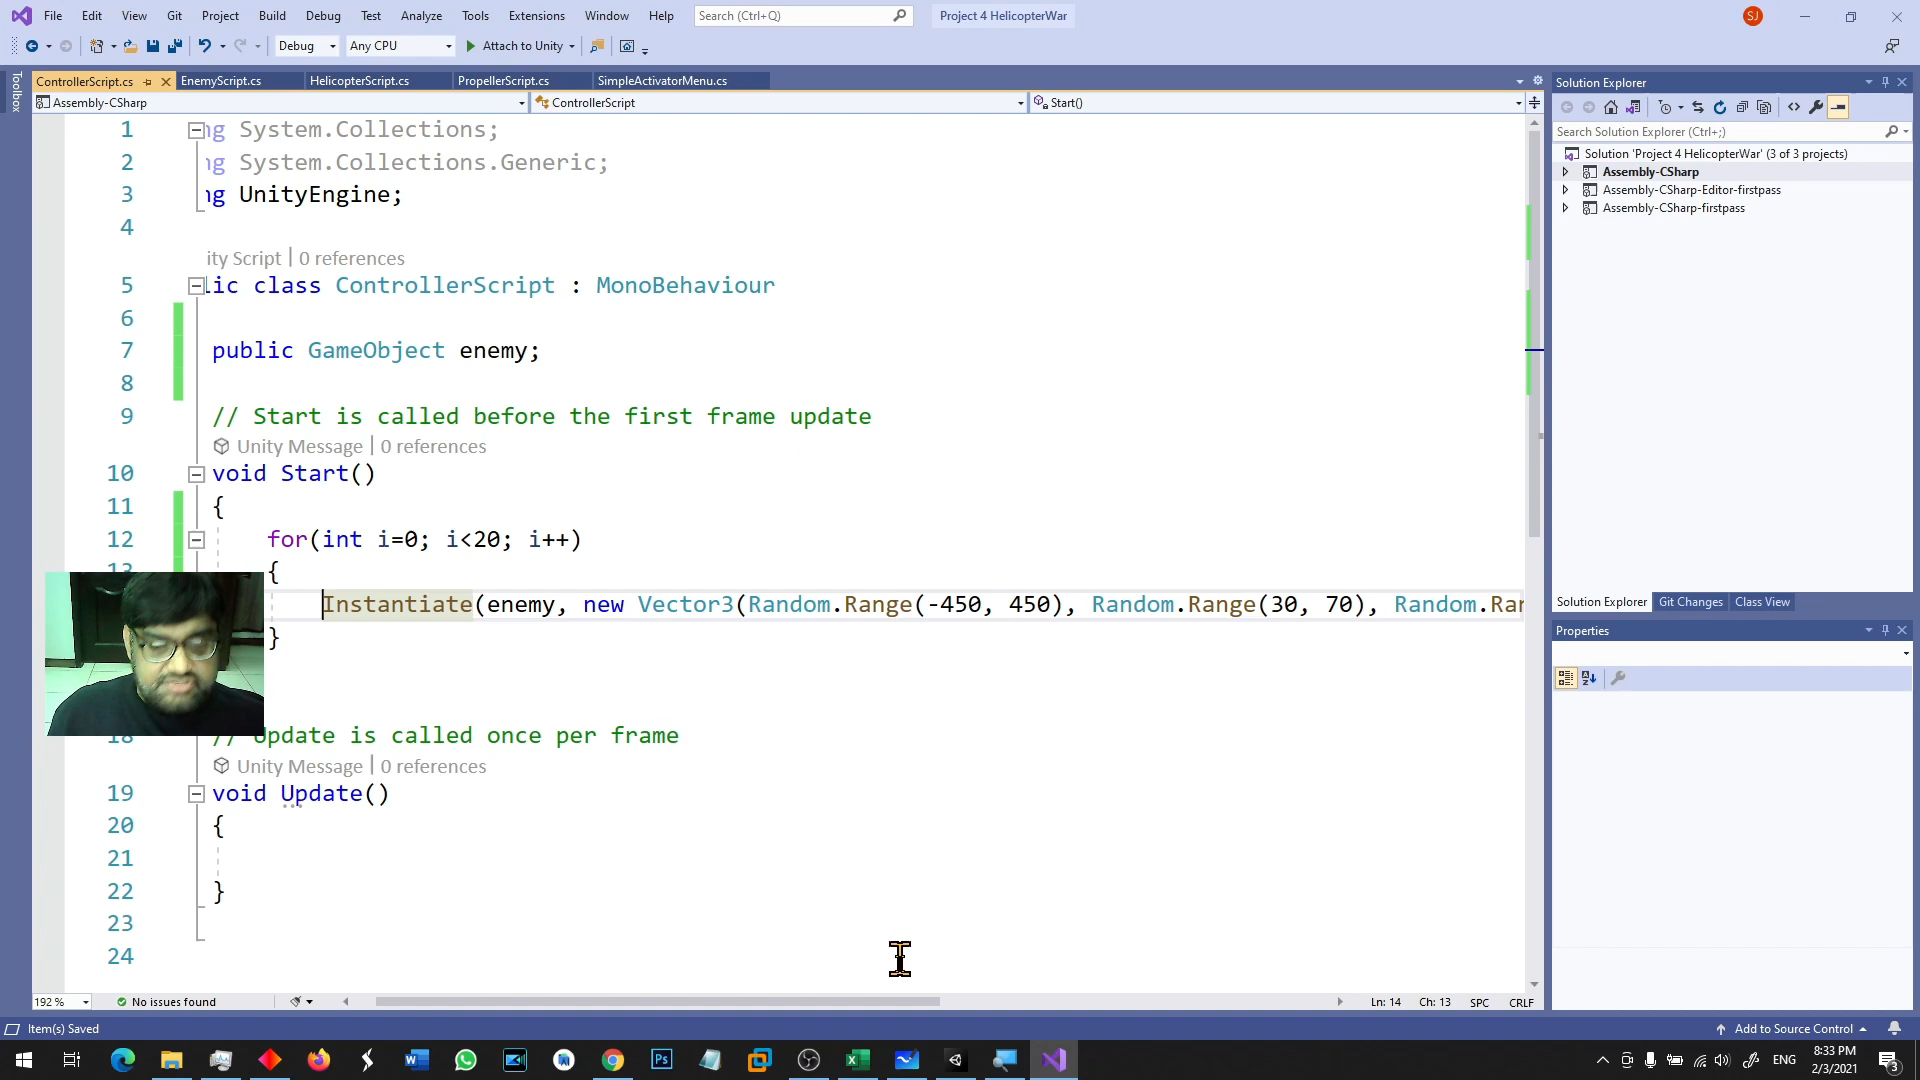 File Edit View Git Project Build Debug Test Analyze Tools Extensions Window Help Search (Ctrl+Q) Project 4 HelicopterWar SJ
Debug Any CPU Attach to Unity
Toolbox
ControllerScript.cs EnemyScript.cs HelicopterScript.cs PropellerScript.cs SimpleActivatorMenu.cs
Assembly-CSharp ControllerScript Start()
1 ng System.Collections;
2 ng System.Collections.Generic;
3 ng UnityEngine;
4
ity Script | 0 references
5 lic class ControllerScript : MonoBehaviour
6
7 public GameObject enemy;
8
9 // Start is called before the first frame update
Unity Message | 0 references
10 void Start()
11 {
12 for(int i=0; i<20; i++)
13 {
Instantiate(enemy, new Vector3(Random.Range(-450, 450), Random.Range(30, 70), Random.Ran
}
18 // Update is called once per frame
Unity Message | 0 references
19 void Update()
20 {
21
22 }
23
24
192 % No issues found Ln: 14 Ch: 13 SPC CRLF
Solution Explorer
Search Solution Explorer (Ctrl+;)
Solution 'Project 4 HelicopterWar' (3 of 3 projects)
Assembly-CSharp
Assembly-CSharp-Editor-firstpass
Assembly-CSharp-firstpass
Solution Explorer Git Changes Class View
Properties
Item(s) Saved Add to Source Control
ENG 8:33 PM
2/3/2021
3